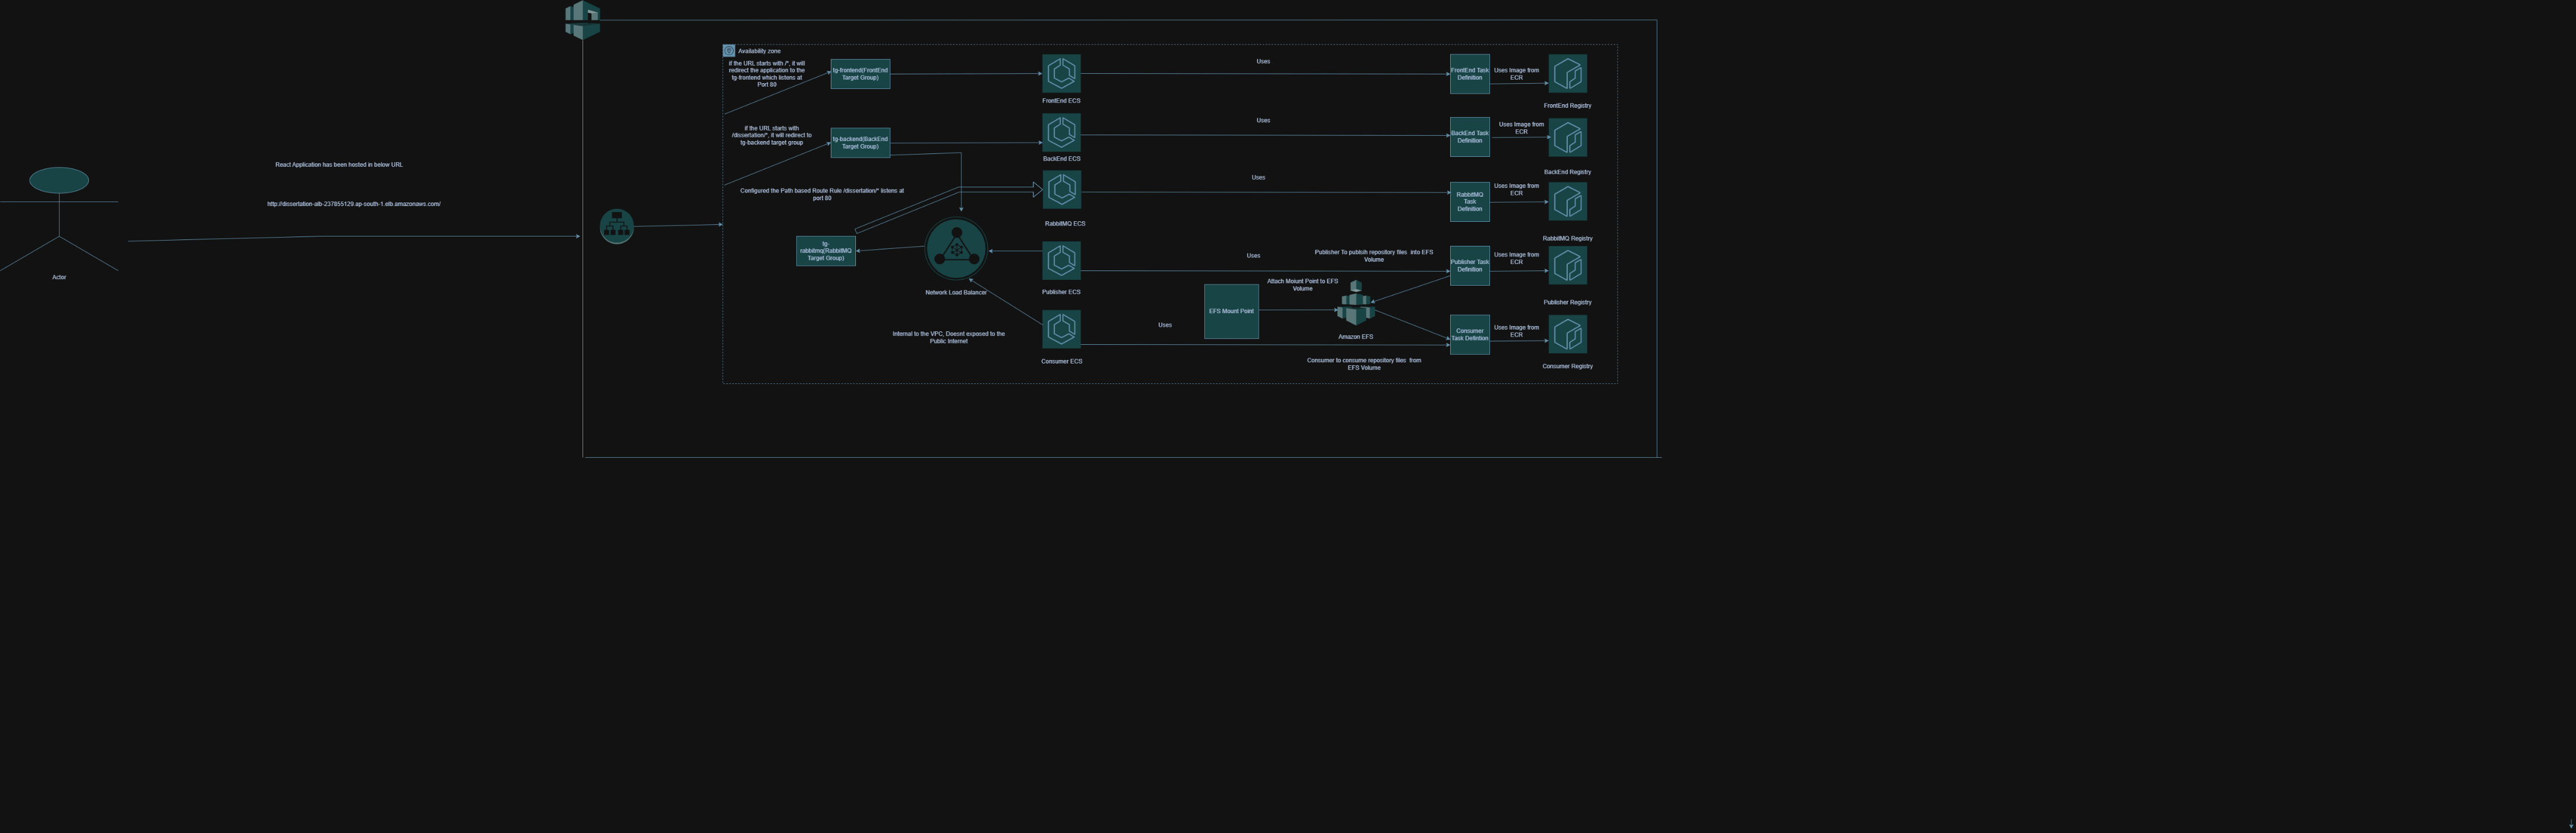 Availability zone
if the URL starts with /*, it will
redirect the application to the
tg-frontend which listens at
Port 80
tg-frontend(FrontEnd
Target Group)
FrontEnd ECS
Uses
FrontEnd Task
Definition
Uses Image from
ECR
FrontEnd Registry
if the URL starts with
/dissertation/*, it will redirect to
tg-backend target group
tg-backend(BackEnd
Target Group)
BackEnd ECS
Uses
BackEnd Task
Definition
Uses Image from
ECR
BackEnd Registry
React Application has been hosted in below URL
http://dissertation-alb-237855129.ap-south-1.elb.amazonaws.com/
Actor
Configured the Path based Route Rule /dissertation/* listens at
port 80
RabbitMQ ECS
Uses
RabbitMQ
Task
Definition
Uses Image from
ECR
RabbitMQ Registry
tg-
rabbitmq(RabbitMQ
Target Group)
Network Load Balancer
Publisher ECS
Uses
Publisher To publsih repository files  into EFS
Volume
Publisher Task
Definition
Uses Image from
ECR
Publisher Registry
Attach Mount Point to EFS
Volume
EFS Mount Point
Amazon EFS
Internal to the VPC, Doesnt exposed to the
Public Internet
Consumer ECS
Uses
Consumer
Task Defintion
Uses Image from
ECR
Consumer Registry
Consumer to consume repository files  from
EFS Volume